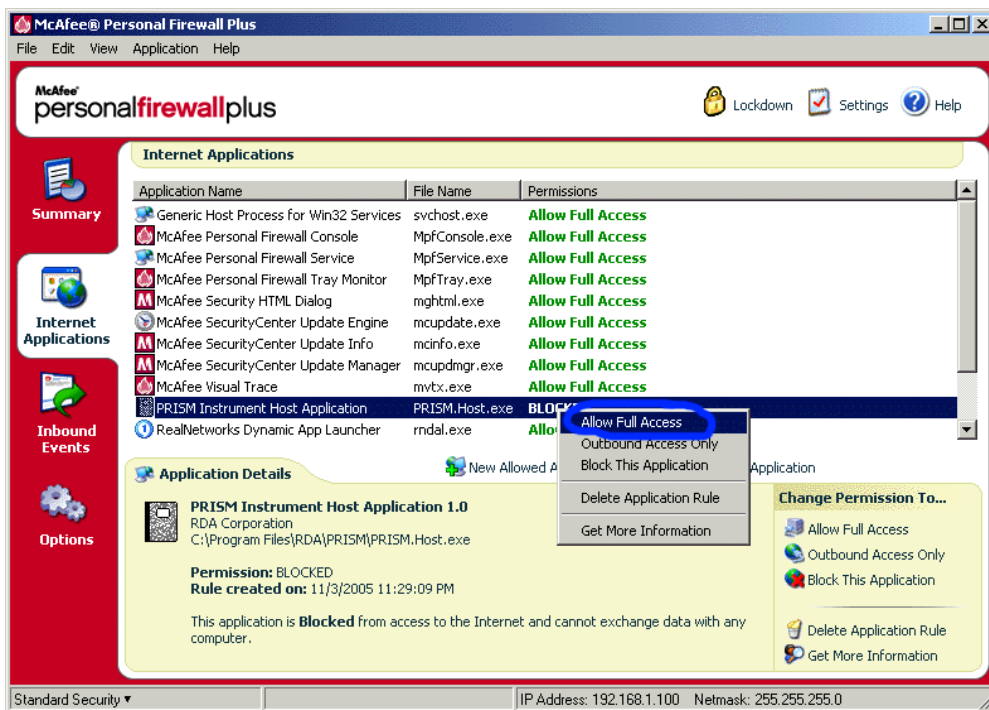 McAfee® Personal Firewall Plus
File Edit View Application Help
McAfee®
personalfirewallplus
Lockdown Settings Help
Summary
Internet
Applications
Inbound
Events
Options
Internet Applications
Application Name File Name Permissions
Generic Host Process for Win32 Services svchost.exe Allow Full Access
McAfee Personal Firewall Console MpfConsole.exe Allow Full Access
McAfee Personal Firewall Service MpfService.exe Allow Full Access
McAfee Personal Firewall Tray Monitor MpfTray.exe Allow Full Access
McAfee Security HTML Dialog mghtml.exe Allow Full Access
McAfee SecurityCenter Update Engine mcupdate.exe Allow Full Access
McAfee SecurityCenter Update Info mcinfo.exe Allow Full Access
McAfee SecurityCenter Update Manager mcupdmgr.exe Allow Full Access
McAfee Visual Trace mvtx.exe Allow Full Access
PRISM Instrument Host Application PRISM.Host.exe BLOCKE
RealNetworks Dynamic App Launcher rndal.exe Allo
Allow Full Access
Outbound Access Only
Block This Application
Delete Application Rule
Get More Information
New Allowed A
Application
Application Details
PRISM Instrument Host Application 1.0
RDA Corporation
C:\Program Files\RDA\PRISM\PRISM.Host.exe
Permission: BLOCKED
Rule created on: 11/3/2005 11:29:09 PM
This application is Blocked from access to the Internet and cannot exchange data with any
computer.
Change Permission To...
Allow Full Access
Outbound Access Only
Block This Application
Delete Application Rule
Get More Information
Standard Security
IP Address: 192.168.1.100 Netmask: 255.255.255.0